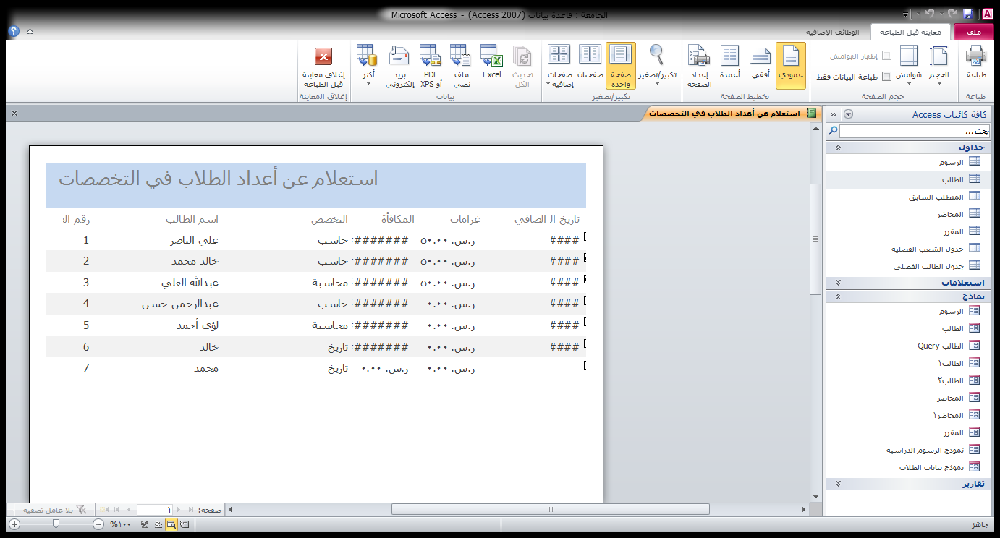 الجامعة : قاعدة بيانات (Access 2007) - Microsoft Access
ملف
معاينة قبل الطباعة
الوظائف الإضافية
طباعة
طباعة
الحجم
هوامش
إظهار الهوامش
طباعة البيانات فقط
حجم الصفحة
عمودي
أفقي
أعمدة
إعداد الصفحة
تخطيط الصفحة
تكبير/تصغير
صفحة واحدة
صفحتان
صفحات إضافية
تكبير/تصغير
تحديث الكل
Excel
ملف نصي
PDF أو XPS
بريد إلكتروني
أكثر
بيانات
إغلاق معاينة قبل الطباعة
إغلاق المعاينة
كافة كائنات Access
بحث...
جداول
الرسوم
الطالب
المتطلب السابق
المحاضر
المقرر
جدول الشعب الفصلية
جدول الطالب الفصلي
استعلامات
نماذج
الرسوم
الطالب
الطالب Query
الطالب١
الطالب٢
المحاضر
المحاضر١
المقرر
نموذج الرسوم الدراسية
نموذج بيانات الطلاب
تقارير
استعلام عن أعداد الطلاب في التخصصات
استعلام عن أعداد الطلاب في التخصصات
تاريخ ال الصافي غرامات المكافأة التخصص اسم الطالب رقم ال
#### ر.س. ٥٠.٠٠ ####### حاسب علي الناصر 1
#### ر.س. ٥٠.٠٠ ####### حاسب خالد محمد 2
#### ر.س. ٥٠.٠٠ ####### محاسبة عبدالله العلي 3
#### ر.س. ٠.٠٠ ####### حاسب عبدالرحمن حسن 4
#### ر.س. ٠.٠٠ ####### محاسبة لؤي أحمد 5
#### ر.س. ٠.٠٠ ####### تاريخ خالد 6
ر.س. ٠.٠٠ ر.س. ٠.٠٠ تاريخ محمد 7
صفحة: ١ بلا عامل تصفية
جاهز
%١٠٠